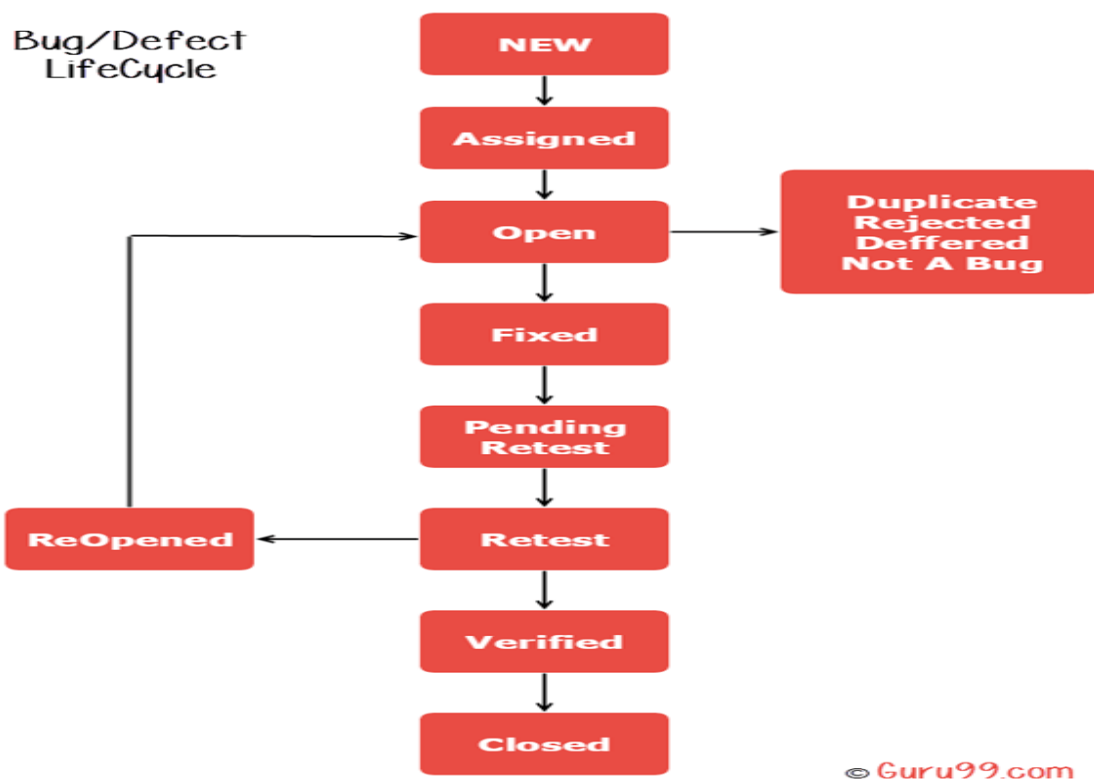 Bug/Defect
LifeCycle
NEW
Assigned
Open
Duplicate
Rejected
Deffered
Not A Bug
Fixed
Pending
Retest
ReOpened
Retest
Verified
Closed
© Guru99.com